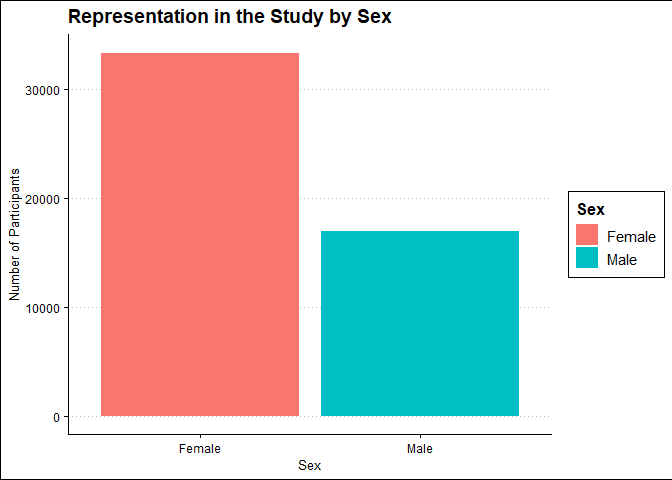 Representation in the Study by Sex
Number of Participants
30000
20000
10000
0
Female
Male
Sex
Sex
Female
Male